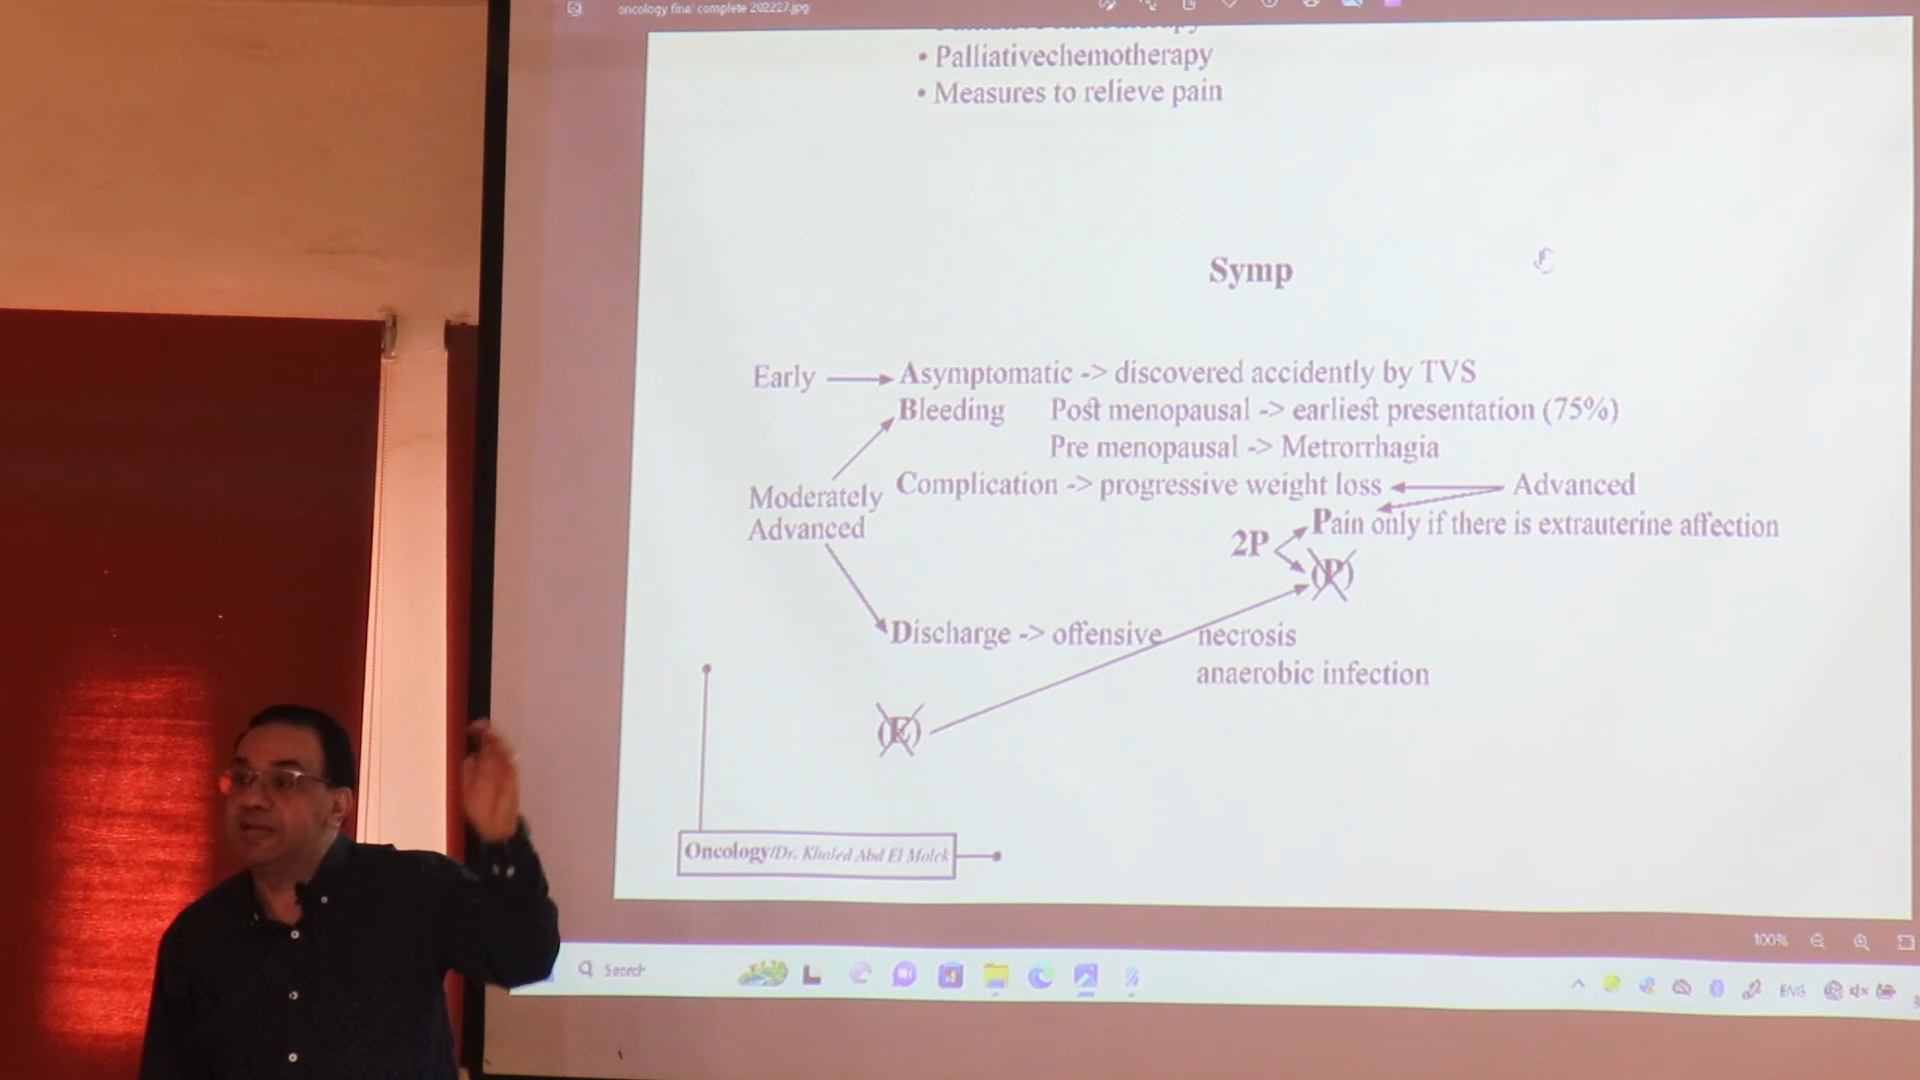 oncology final complete 202227.jpg
• Palliativechemotherapy
• Measures to relieve pain
Symp
Early Asymptomatic -> discovered accidently by TVS
Bleeding Post menopausal -> earliest presentation (75%)
Pre menopausal -> Metrorrhagia
Moderately
Advanced
Complication -> progressive weight loss Advanced
2P Pain only if there is extrauterine affection
(P)
Discharge -> offensive necrosis
anaerobic infection
(E)
Oncology/Dr. Khaled Abd El Molek
100%
Search
ENG